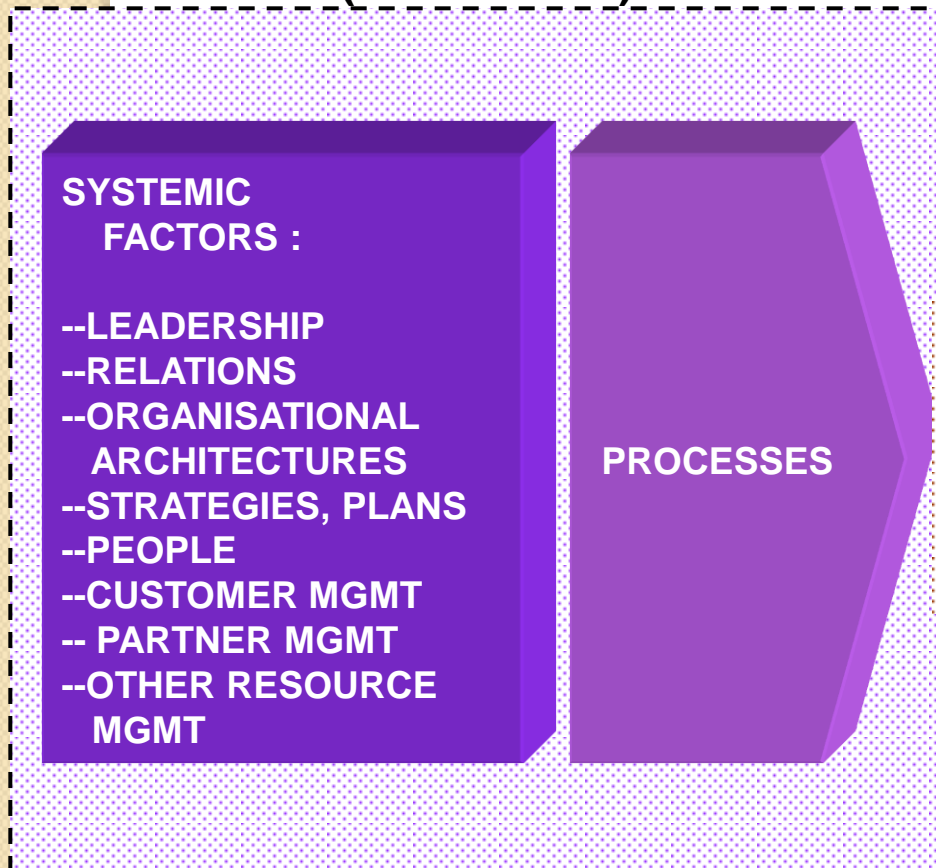 SYSTEMIC
FACTORS :
--LEADERSHIP
--RELATIONS
--ORGANISATIONAL
ARCHITECTURES
--STRATEGIES, PLANS
--PEOPLE
--CUSTOMER MGMT
-- PARTNER MGMT
--OTHER RESOURCE
MGMT
PROCESSES